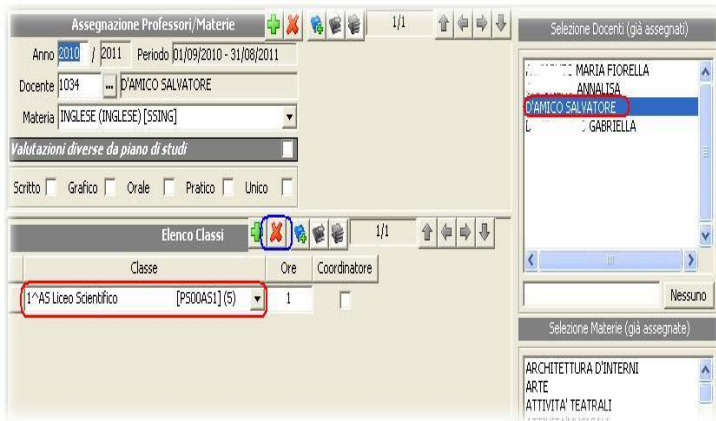 Assegnazione Professori/Materie
1/1
Anno 2010 / 2011 Periodo 01/09/2010 - 31/08/2011
Docente 1034 ... D'AMICO SALVATORE
Materia INGLESE (INGLESE) [SSING]
Valutazioni diverse da piano di studi
Scritto Grafico Orale Pratico Unico
Elenco Classi
1/1
Classe Ore Coordinatore
1^AS Liceo Scientifico [PS00AS1] (S) 1
Selezione Docenti (già assegnati)
MARIA FIORELLA
ANNALISA
D'AMICO SALVATORE
GABRIELLA
Nessuno
Selezione Materie (già assegnate)
ARCHITETTURA D'INTERNI
ARTE
ATTIVITA' TEATRALI